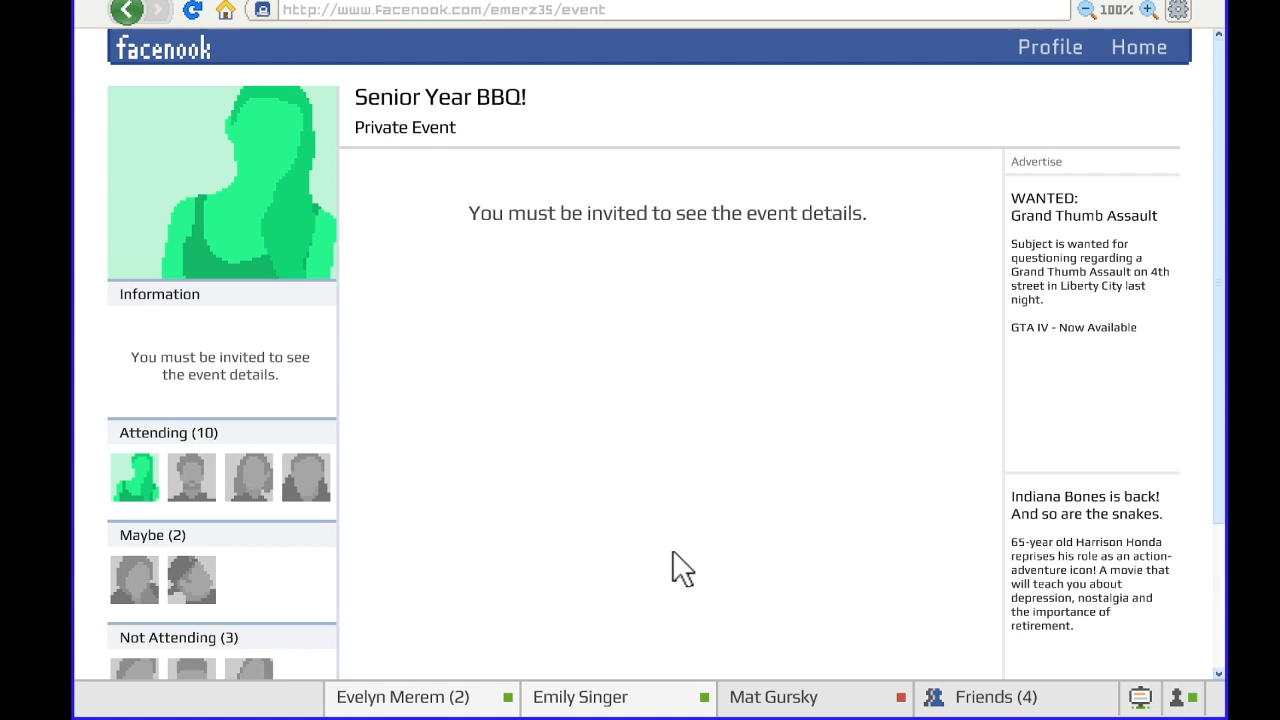 http://www.facenook.com/emerz35/event
100%
facenook
Profile
Home
Senior Year BBQ!
Private Event
You must be invited to see the event details.
Information
You must be invited to see
the event details.
Attending (10)
Maybe (2)
Not Attending (3)
Advertise
WANTED:
Grand Thumb Assault
Subject is wanted for
questioning regarding a
Grand Thumb Assault on 4th
street in Liberty City last
night.
GTA IV - Now Available
Indiana Bones is back!
And so are the snakes.
65-year old Harrison Honda
reprises his role as an action-
adventure icon! A movie that
will teach you about
depression, nostalgia and
the importance of
retirement.
Evelyn Merem (2)
Emily Singer
Mat Gursky
Friends (4)